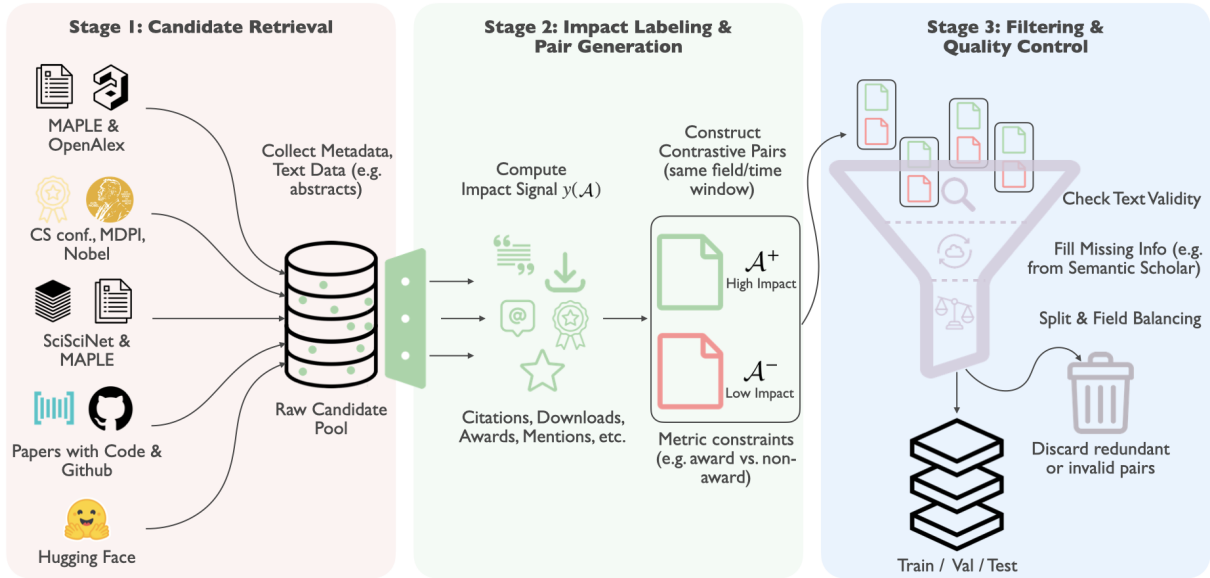 Stage 1: Candidate Retrieval
MAPLE &
OpenAlex
CS conf., MDPI,
Nobel
SciSciNet &
MAPLE
Papers with Code &
Github
Hugging Face
Collect Metadata,
Text Data (e.g.
abstracts)
Raw Candidate
Pool
Stage 2: Impact Labeling &
Pair Generation
Compute
Impact Signal y(𝒜)
@
Citations, Downloads,
Awards, Mentions, etc.
Construct
Contrastive Pairs
(same field/time
window)
𝒜⁺
High Impact
𝒜⁻
Low Impact
Metric constraints
(e.g. award vs. non-
award)
Stage 3: Filtering &
Quality Control
Check Text Validity
Fill Missing Info (e.g.
from Semantic Scholar)
Split & Field Balancing
Discard redundant
or invalid pairs
Train / Val / Test